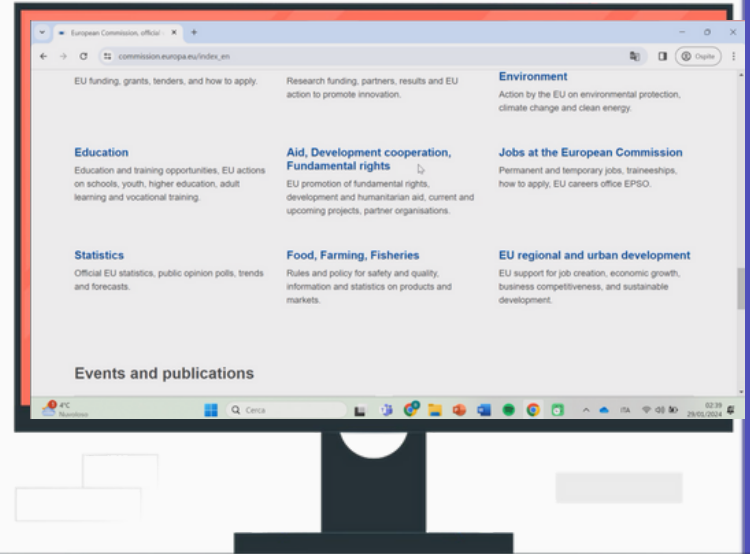 European Commission, official
commission.europa.eu/index_en
Ospite
EU funding, grants, tenders, and how to apply.
Research funding, partners, results and EU
action to promote innovation.
Environment
Action by the EU on environmental protection,
climate change and clean energy.
Education
Education and training opportunities, EU actions
on schools, youth, higher education, adult
learning and vocational training.
Aid, Development cooperation,
Fundamental rights
EU promotion of fundamental rights,
development and humanitarian aid, current and
upcoming projects, partner organisations.
Jobs at the European Commission
Permanent and temporary jobs, traineeships,
how to apply, EU careers office EPSO.
Statistics
Official EU statistics, public opinion polls, trends
and forecasts.
Food, Farming, Fisheries
Rules and policy for safety and quality,
information and statistics on products and
markets.
EU regional and urban development
EU support for job creation, economic growth,
business competitiveness, and sustainable
development.
Events and publications
4°C
Nuvoloso
Cerca
ITA
02:39
29/01/2024